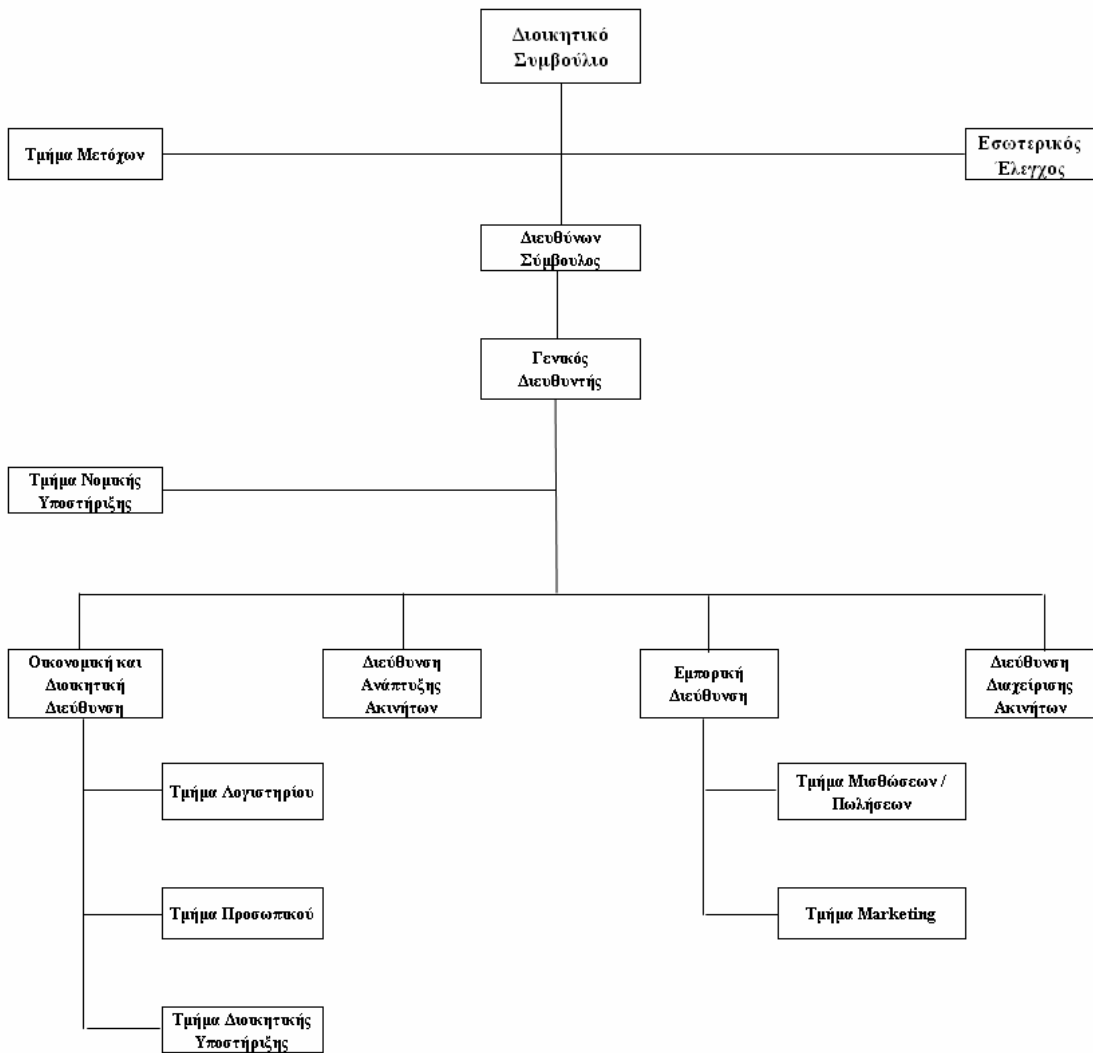 Διοικητικό
Συμβούλιο
Τμήμα Μετόχων
Εσωτερικός
Έλεγχος
Διευθύνων
Σύμβουλος
Γενικός
Διευθυντής
Τμήμα Νομικής
Υποστήριξης
Οικονομική και
Διοικητική
Διεύθυνση
Διεύθυνση
Ανάπτυξης
Ακινήτων
Εμπορική
Διεύθυνση
Διεύθυνση
Διαχείρισης
Ακινήτων
Τμήμα Λογιστηρίου
Τμήμα Μισθώσεων /
Πωλήσεων
Τμήμα Προσωπικού
Τμήμα Marketing
Τμήμα Διοικητικής
Υποστήριξης